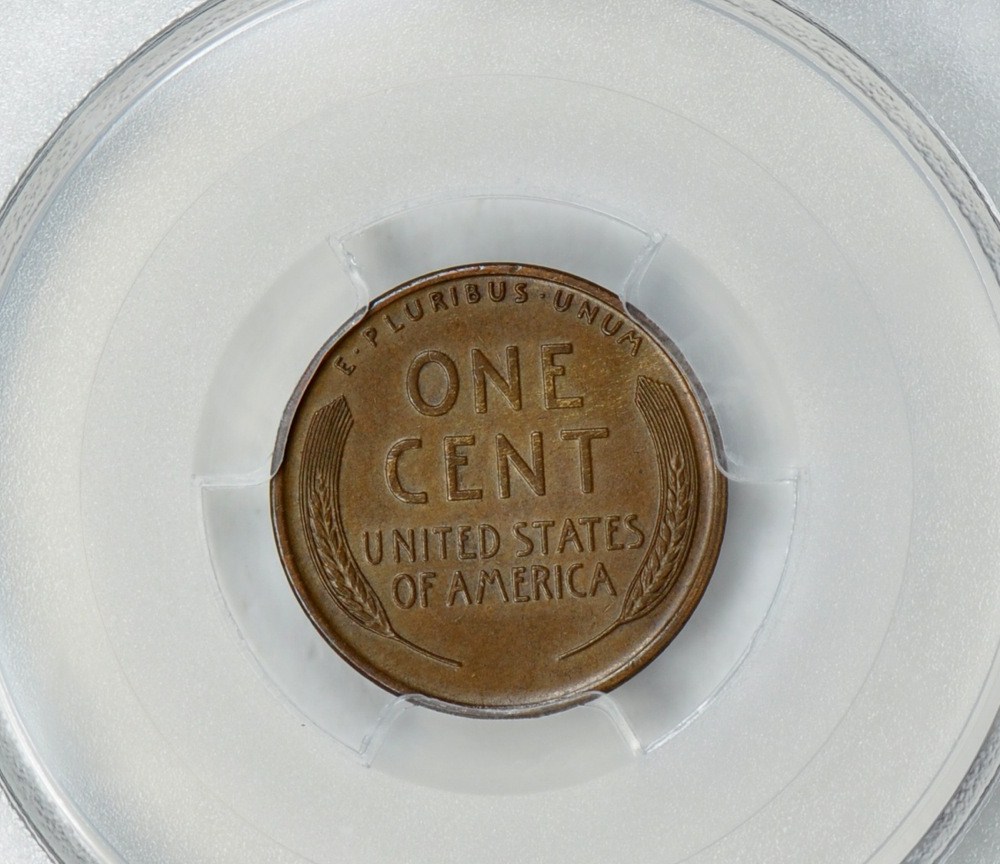 E·PLURIBUS·UNUM
ONE
CENT
UNITED STATES
OF AMERICA